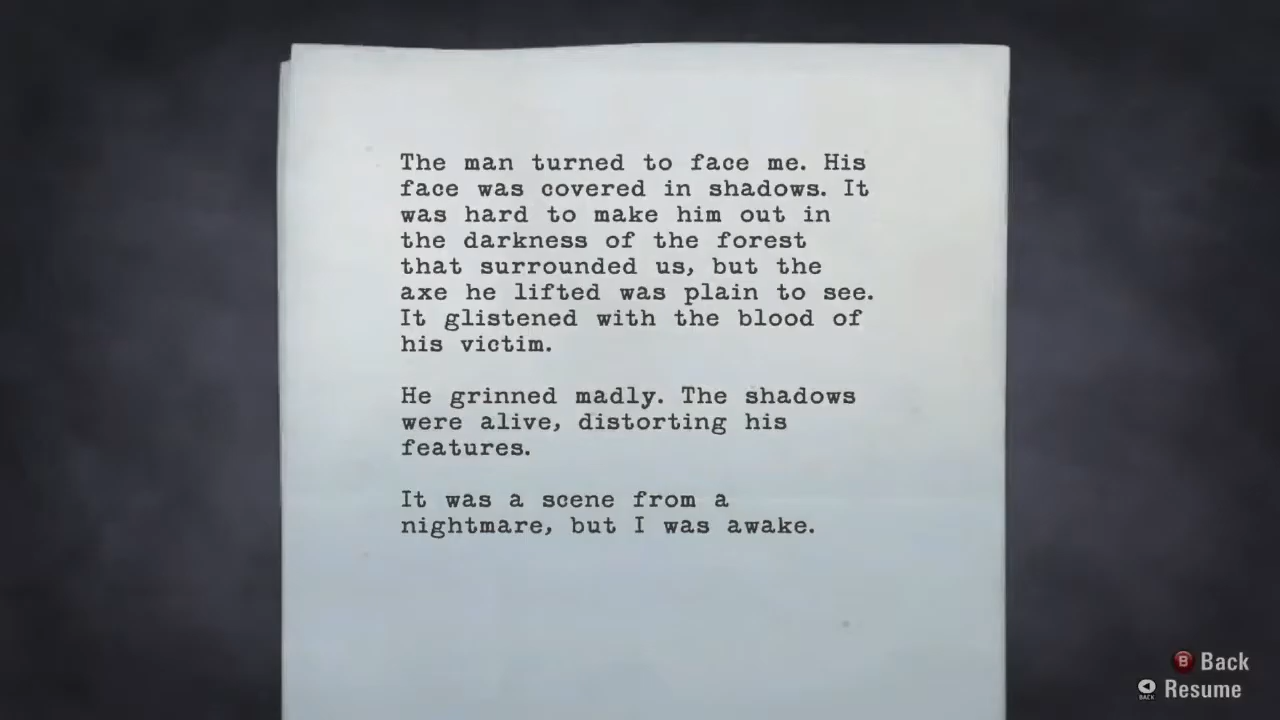 The man turned to face me. His
face was covered in shadows. It
was hard to make him out in
the darkness of the forest
that surrounded us, but the
axe he lifted was plain to see.
It glistened with the blood of
his victim.
He grinned madly. The shadows
were alive, distorting his
features.
It was a scene from a
nightmare, but I was awake.
B Back
BACK Resume